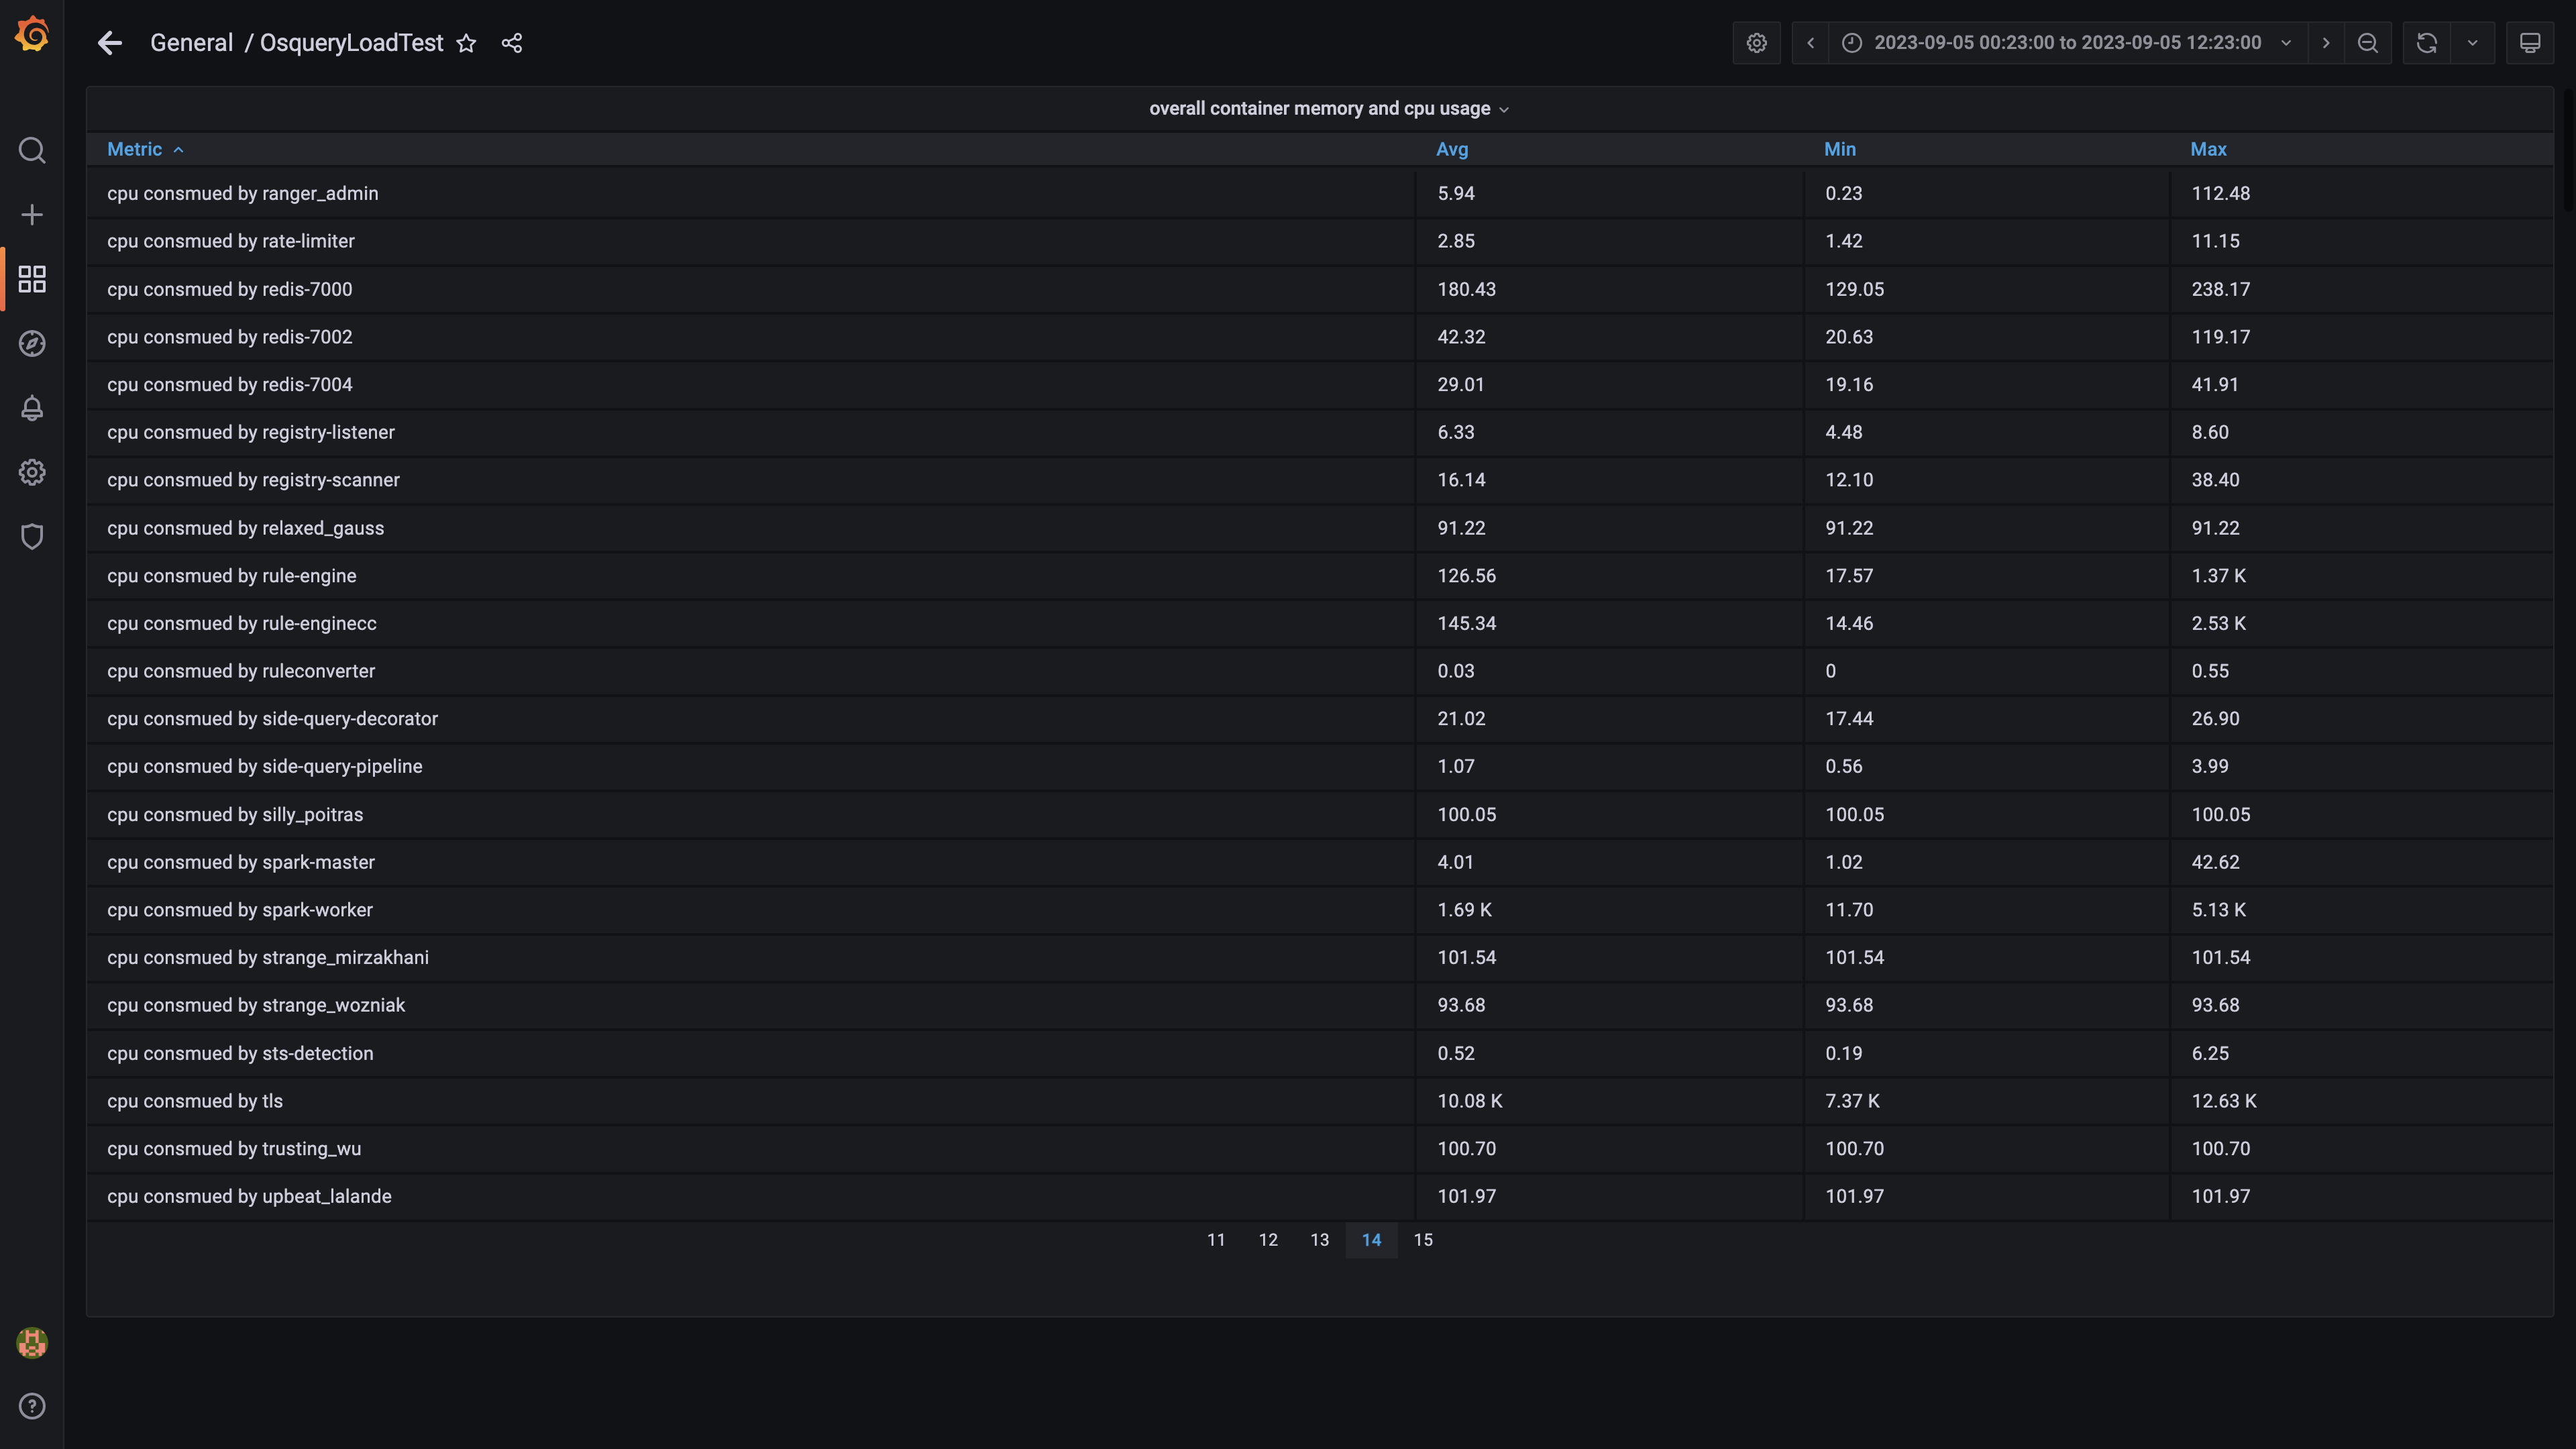 General / OsqueryLoadTest
2023-09-05 00:23:00 to 2023-09-05 12:23:00
overall container memory and cpu usage
Metric Avg Min Max
cpu consmued by ranger_admin 5.94 0.23 112.48
cpu consmued by rate-limiter 2.85 1.42 11.15
cpu consmued by redis-7000 180.43 129.05 238.17
cpu consmued by redis-7002 42.32 20.63 119.17
cpu consmued by redis-7004 29.01 19.16 41.91
cpu consmued by registry-listener 6.33 4.48 8.60
cpu consmued by registry-scanner 16.14 12.10 38.40
cpu consmued by relaxed_gauss 91.22 91.22 91.22
cpu consmued by rule-engine 126.56 17.57 1.37 K
cpu consmued by rule-enginecc 145.34 14.46 2.53 K
cpu consmued by ruleconverter 0.03 0 0.55
cpu consmued by side-query-decorator 21.02 17.44 26.90
cpu consmued by side-query-pipeline 1.07 0.56 3.99
cpu consmued by silly_poitras 100.05 100.05 100.05
cpu consmued by spark-master 4.01 1.02 42.62
cpu consmued by spark-worker 1.69 K 11.70 5.13 K
cpu consmued by strange_mirzakhani 101.54 101.54 101.54
cpu consmued by strange_wozniak 93.68 93.68 93.68
cpu consmued by sts-detection 0.52 0.19 6.25
cpu consmued by tls 10.08 K 7.37 K 12.63 K
cpu consmued by trusting_wu 100.70 100.70 100.70
cpu consmued by upbeat_lalande 101.97 101.97 101.97
11 12 13 14 15